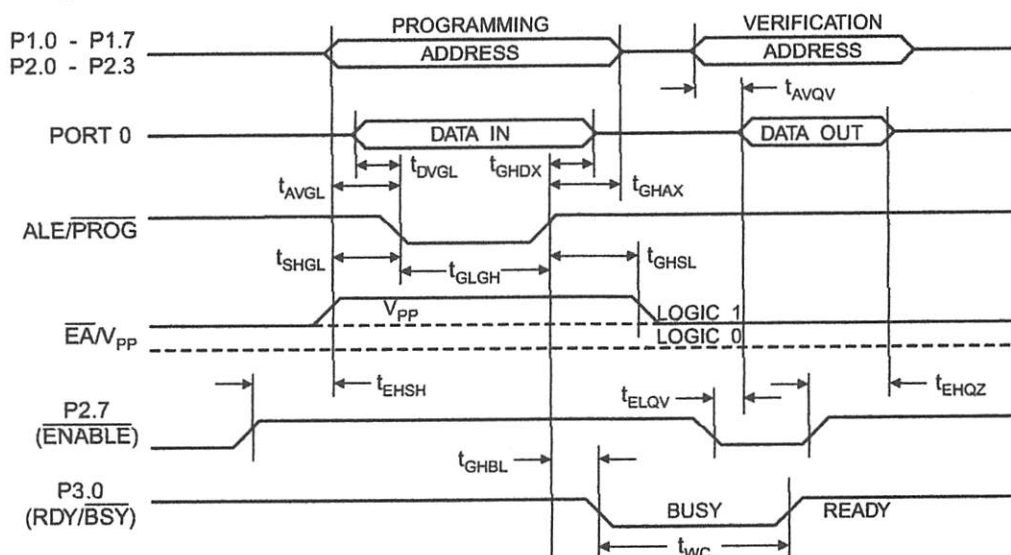 PROGRAMMING VERIFICATION
P1.0 - P1.7
P2.0 - P2.3
ADDRESS ADDRESS
tAVQV
PORT 0 DATA IN DATA OUT
tDVGL tGHDX
tAVGL tGHAX
ALE/PROG
tSHGL tGLGH tGHSL
VPP LOGIC 1
EA/VPP LOGIC 0
tEHSH tELQV tEHQZ
P2.7
(ENABLE)
tGHBL
P3.0
(RDY/BSY) BUSY READY
tWC